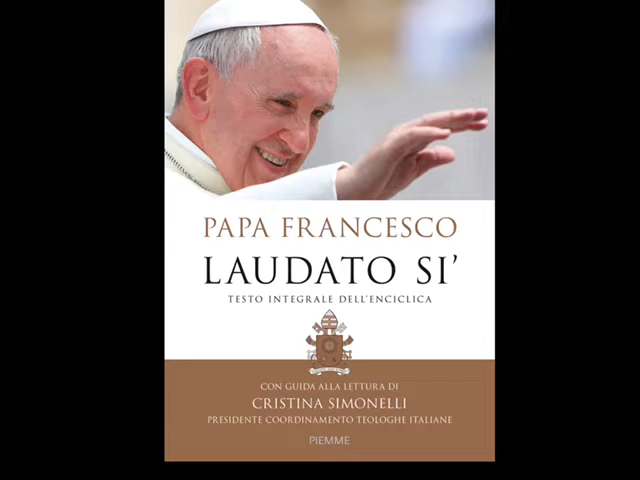 PAPA FRANCESCO
LAUDATO SI’
TESTO INTEGRALE DELL'ENCICLICA
CON GUIDA ALLA LETTURA DI
CRISTINA SIMONELLI
PRESIDENTE COORDINAMENTO TEOLOGHE ITALIANE
PIEMME